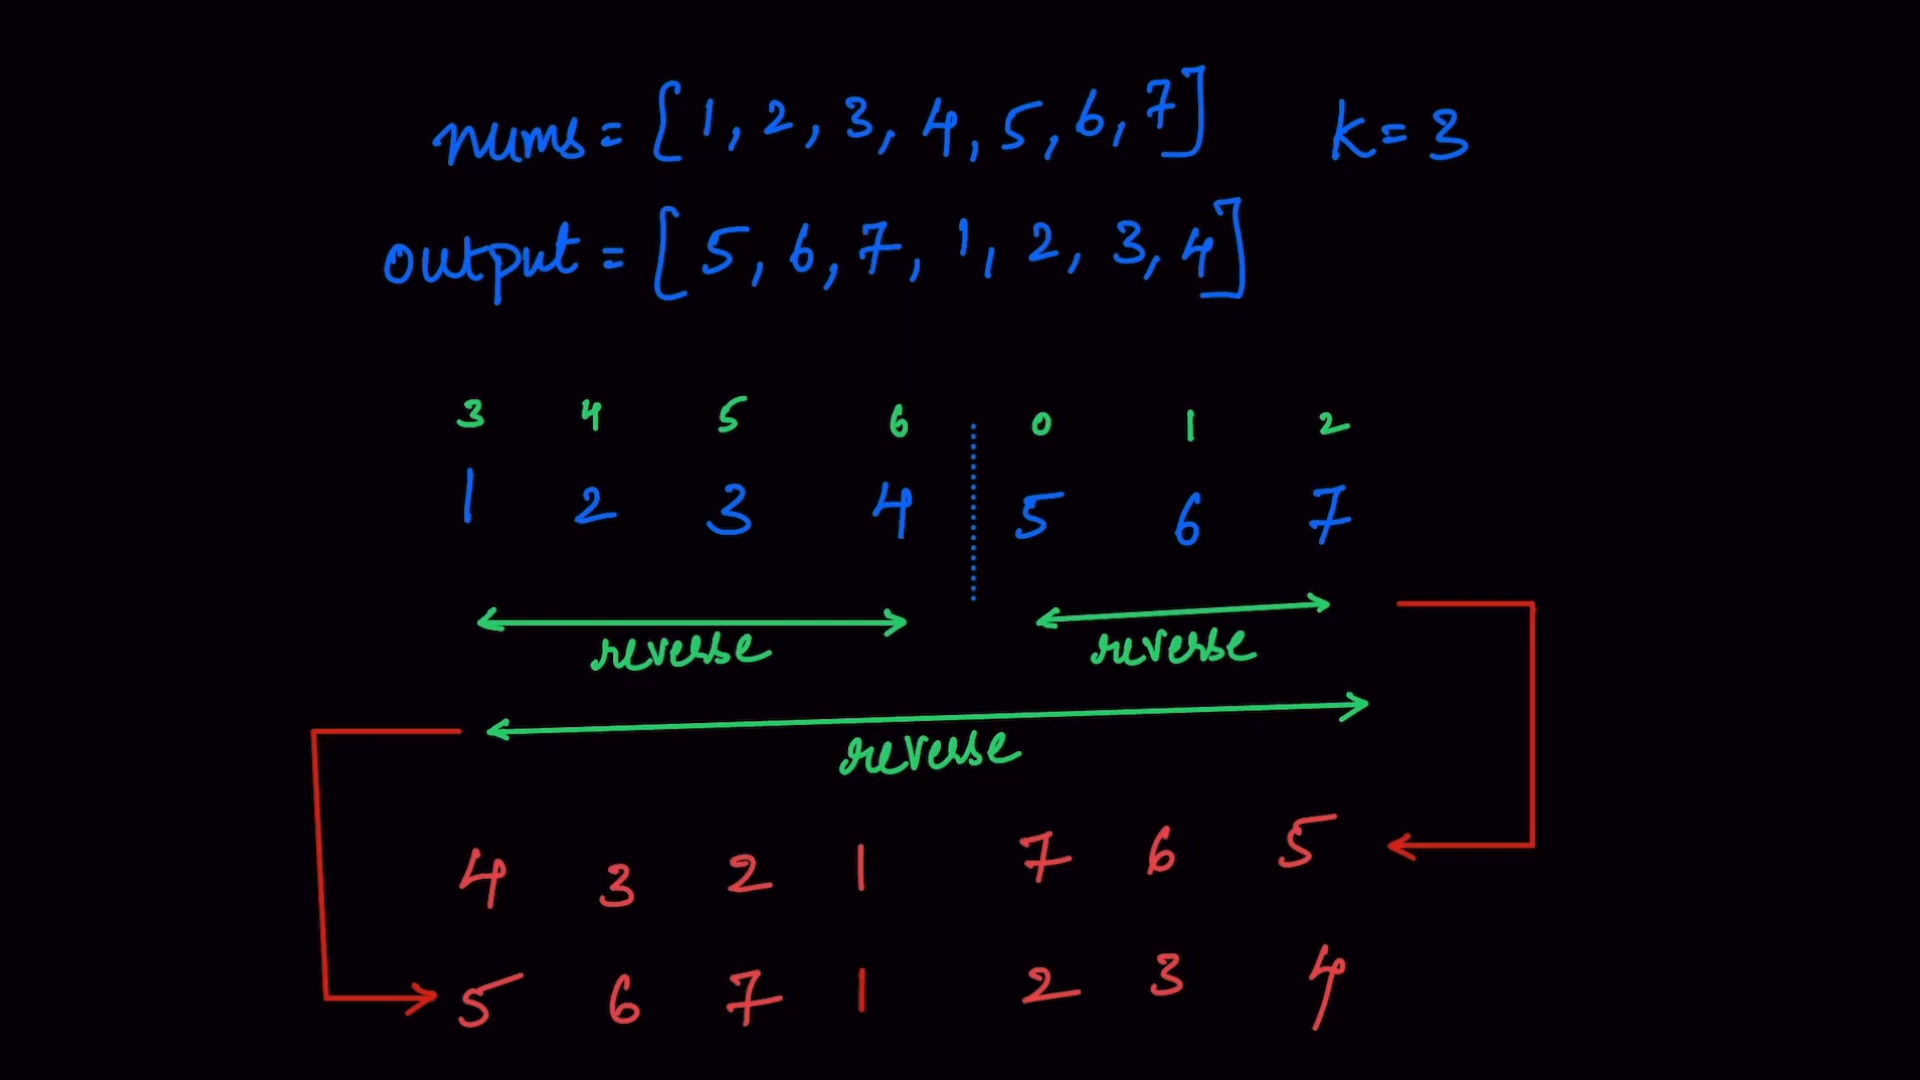 nums = [1, 2, 3, 4, 5, 6, 7] k = 3
output = [5, 6, 7, 1, 2, 3, 4]
3 4 5 6 0 1 2
1 2 3 4 5 6 7
reverse reverse
reverse
4 3 2 1 7 6 5
5 6 7 1 2 3 4